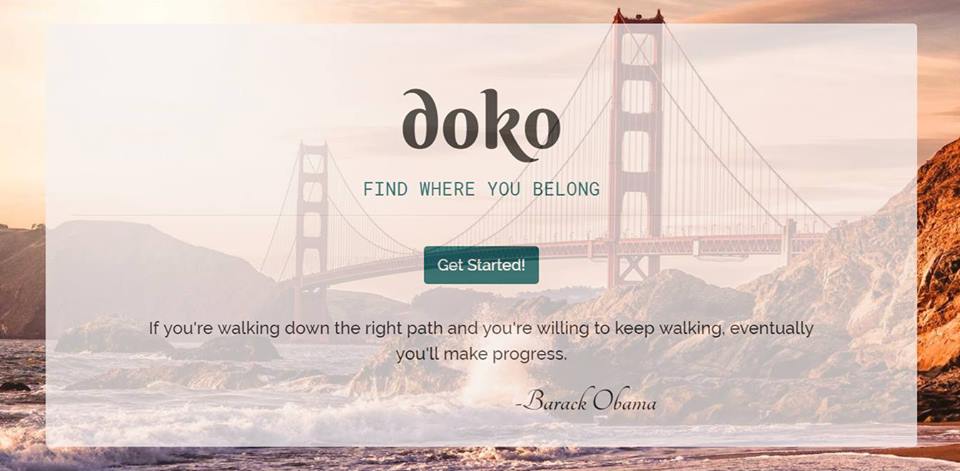 doko
FIND WHERE YOU BELONG
Get Started!
If you're walking down the right path and you're willing to keep walking, eventually
you'll make progress.
-Barack Obama